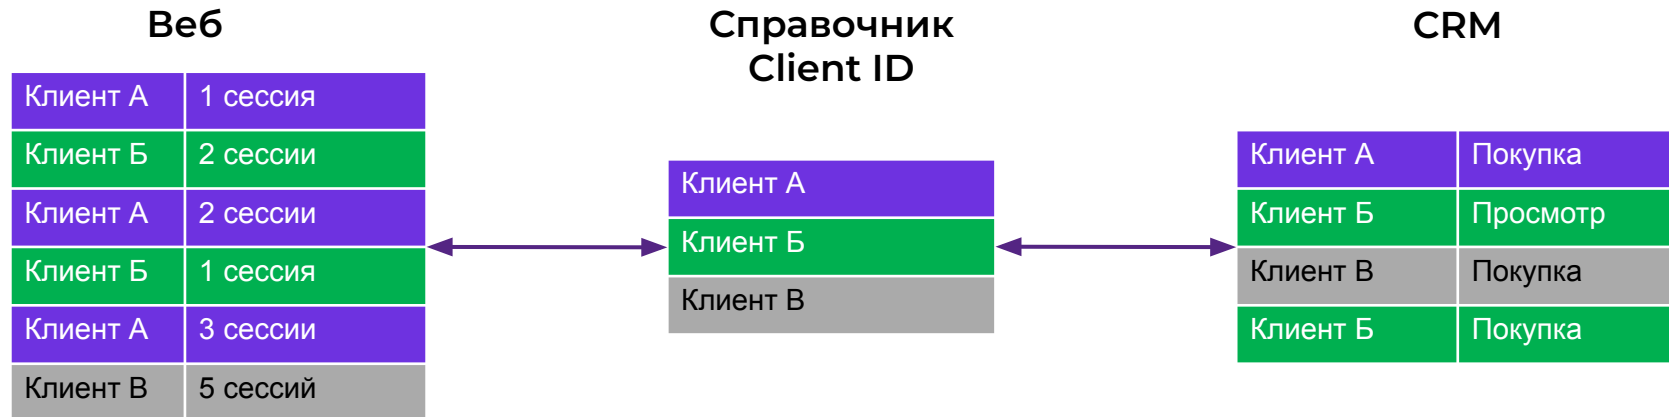 Веб
Клиент А 1 сессия
Клиент Б 2 сессии
Клиент А 2 сессии
Клиент Б 1 сессия
Клиент А 3 сессии
Клиент В 5 сессий
Справочник
Client ID
Клиент А
Клиент Б
Клиент В
CRM
Клиент А Покупка
Клиент Б Просмотр
Клиент В Покупка
Клиент Б Покупка